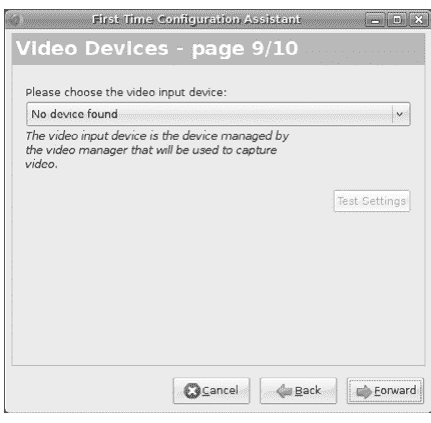 First Time Configuration Assistant
Video Devices - page 9/10
Please choose the video input device:
No device found
The video input device is the device managed by
the video manager that will be used to capture
video.
Test Settings
Cancel
Back
Forward